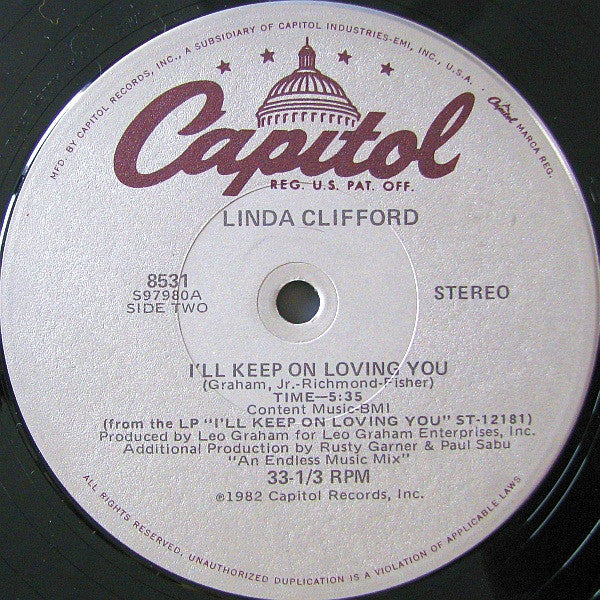 MFD. BY CAPITOL RECORDS, INC., A SUBSIDIARY OF CAPITOL INDUSTRIES-EMI, INC., U.S.A.
Capitol MARCA REG.
Capitol
REG. U.S. PAT. OFF.
LINDA CLIFFORD
8531
S97980A
SIDE TWO
STEREO
I'LL KEEP ON LOVING YOU
(Graham, Jr.-Richmond-Fisher)
TIME—5:35
Content Music-BMI
(from the LP "I'LL KEEP ON LOVING YOU" ST-12181)
Produced by Leo Graham for Leo Graham Enterprises, Inc.
Additional Production by Rusty Garner & Paul Sabu
"An Endless Music Mix"
33-1/3 RPM
℗1982 Capitol Records, Inc.
ALL RIGHTS RESERVED. UNAUTHORIZED DUPLICATION IS A VIOLATION OF APPLICABLE LAWS